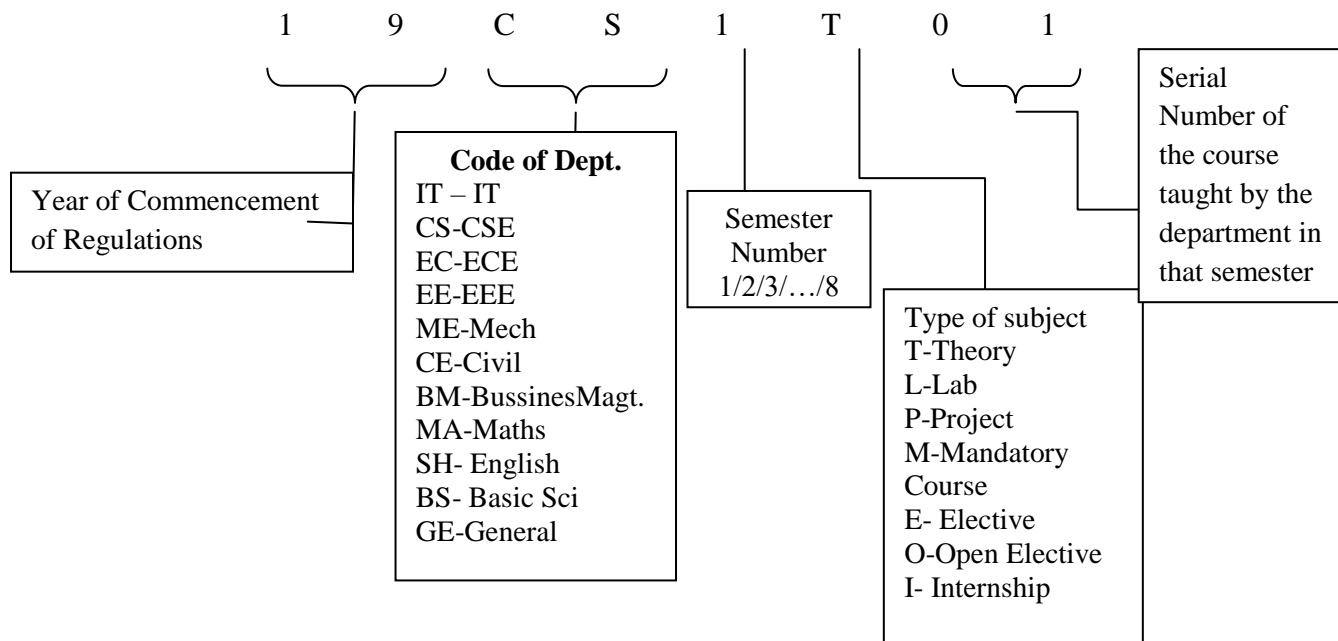 1 9 C S 1 T 0 1
Year of Commencement
of Regulations
Code of Dept.
IT – IT
CS-CSE
EC-ECE
EE-EEE
ME-Mech
CE-Civil
BM-BussinesMagt.
MA-Maths
SH- English
BS- Basic Sci
GE-General
Semester
Number
1/2/3/…/8
Type of subject
T-Theory
L-Lab
P-Project
M-Mandatory
Course
E- Elective
O-Open Elective
I- Internship
Serial
Number of
the course
taught by the
department in
that semester